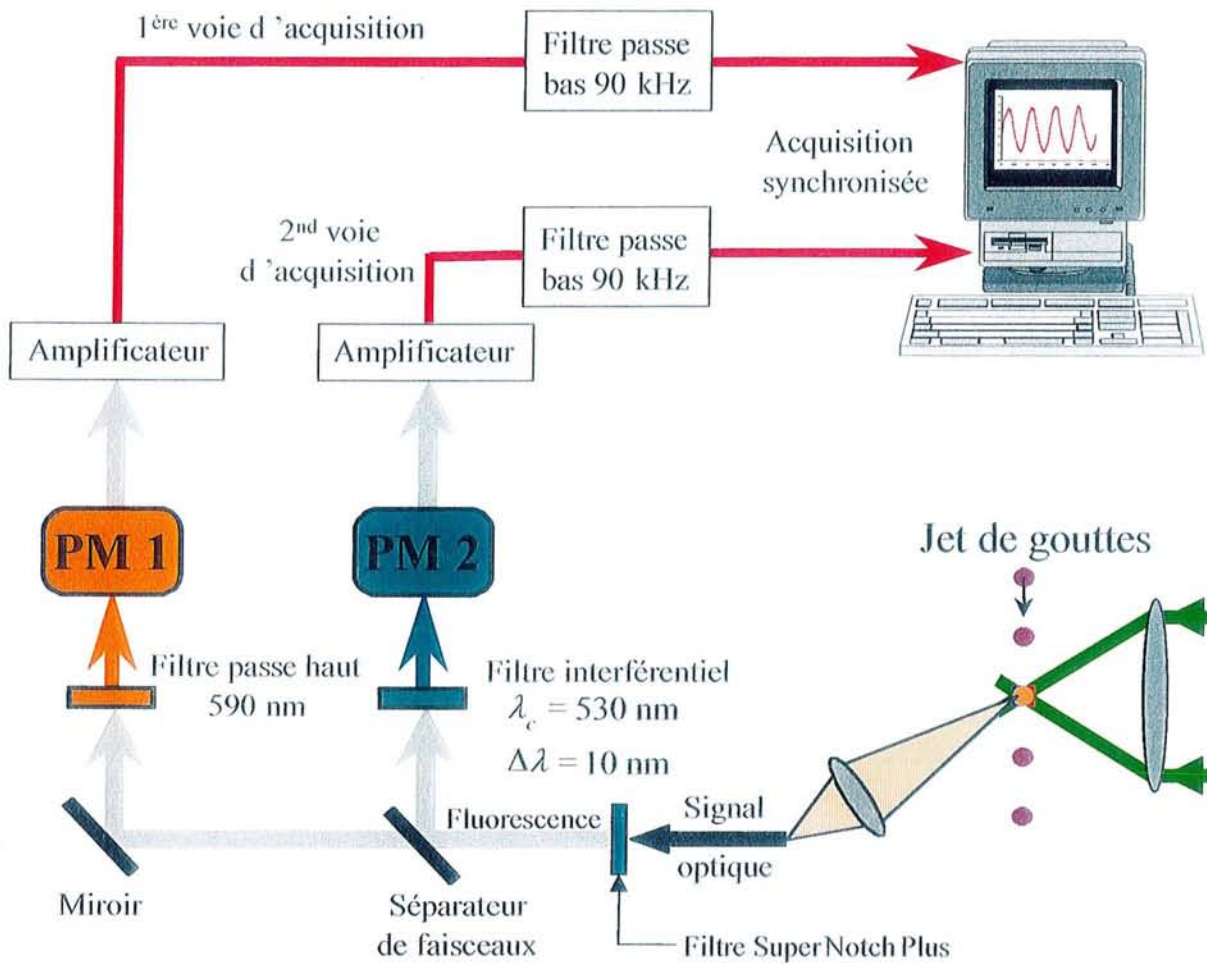 1ère voie d ’acquisition
Filtre passe
bas 90 kHz
Acquisition
synchronisée
2nd voie
d ’acquisition
Filtre passe
bas 90 kHz
Amplificateur
Amplificateur
PM 1
PM 2
Jet de gouttes
Filtre passe haut
590 nm
Filtre interférentiel
λc = 530 nm
Δλ = 10 nm
Fluorescence
Signal
optique
Miroir
Séparateur
de faisceaux
Filtre SuperNotch Plus